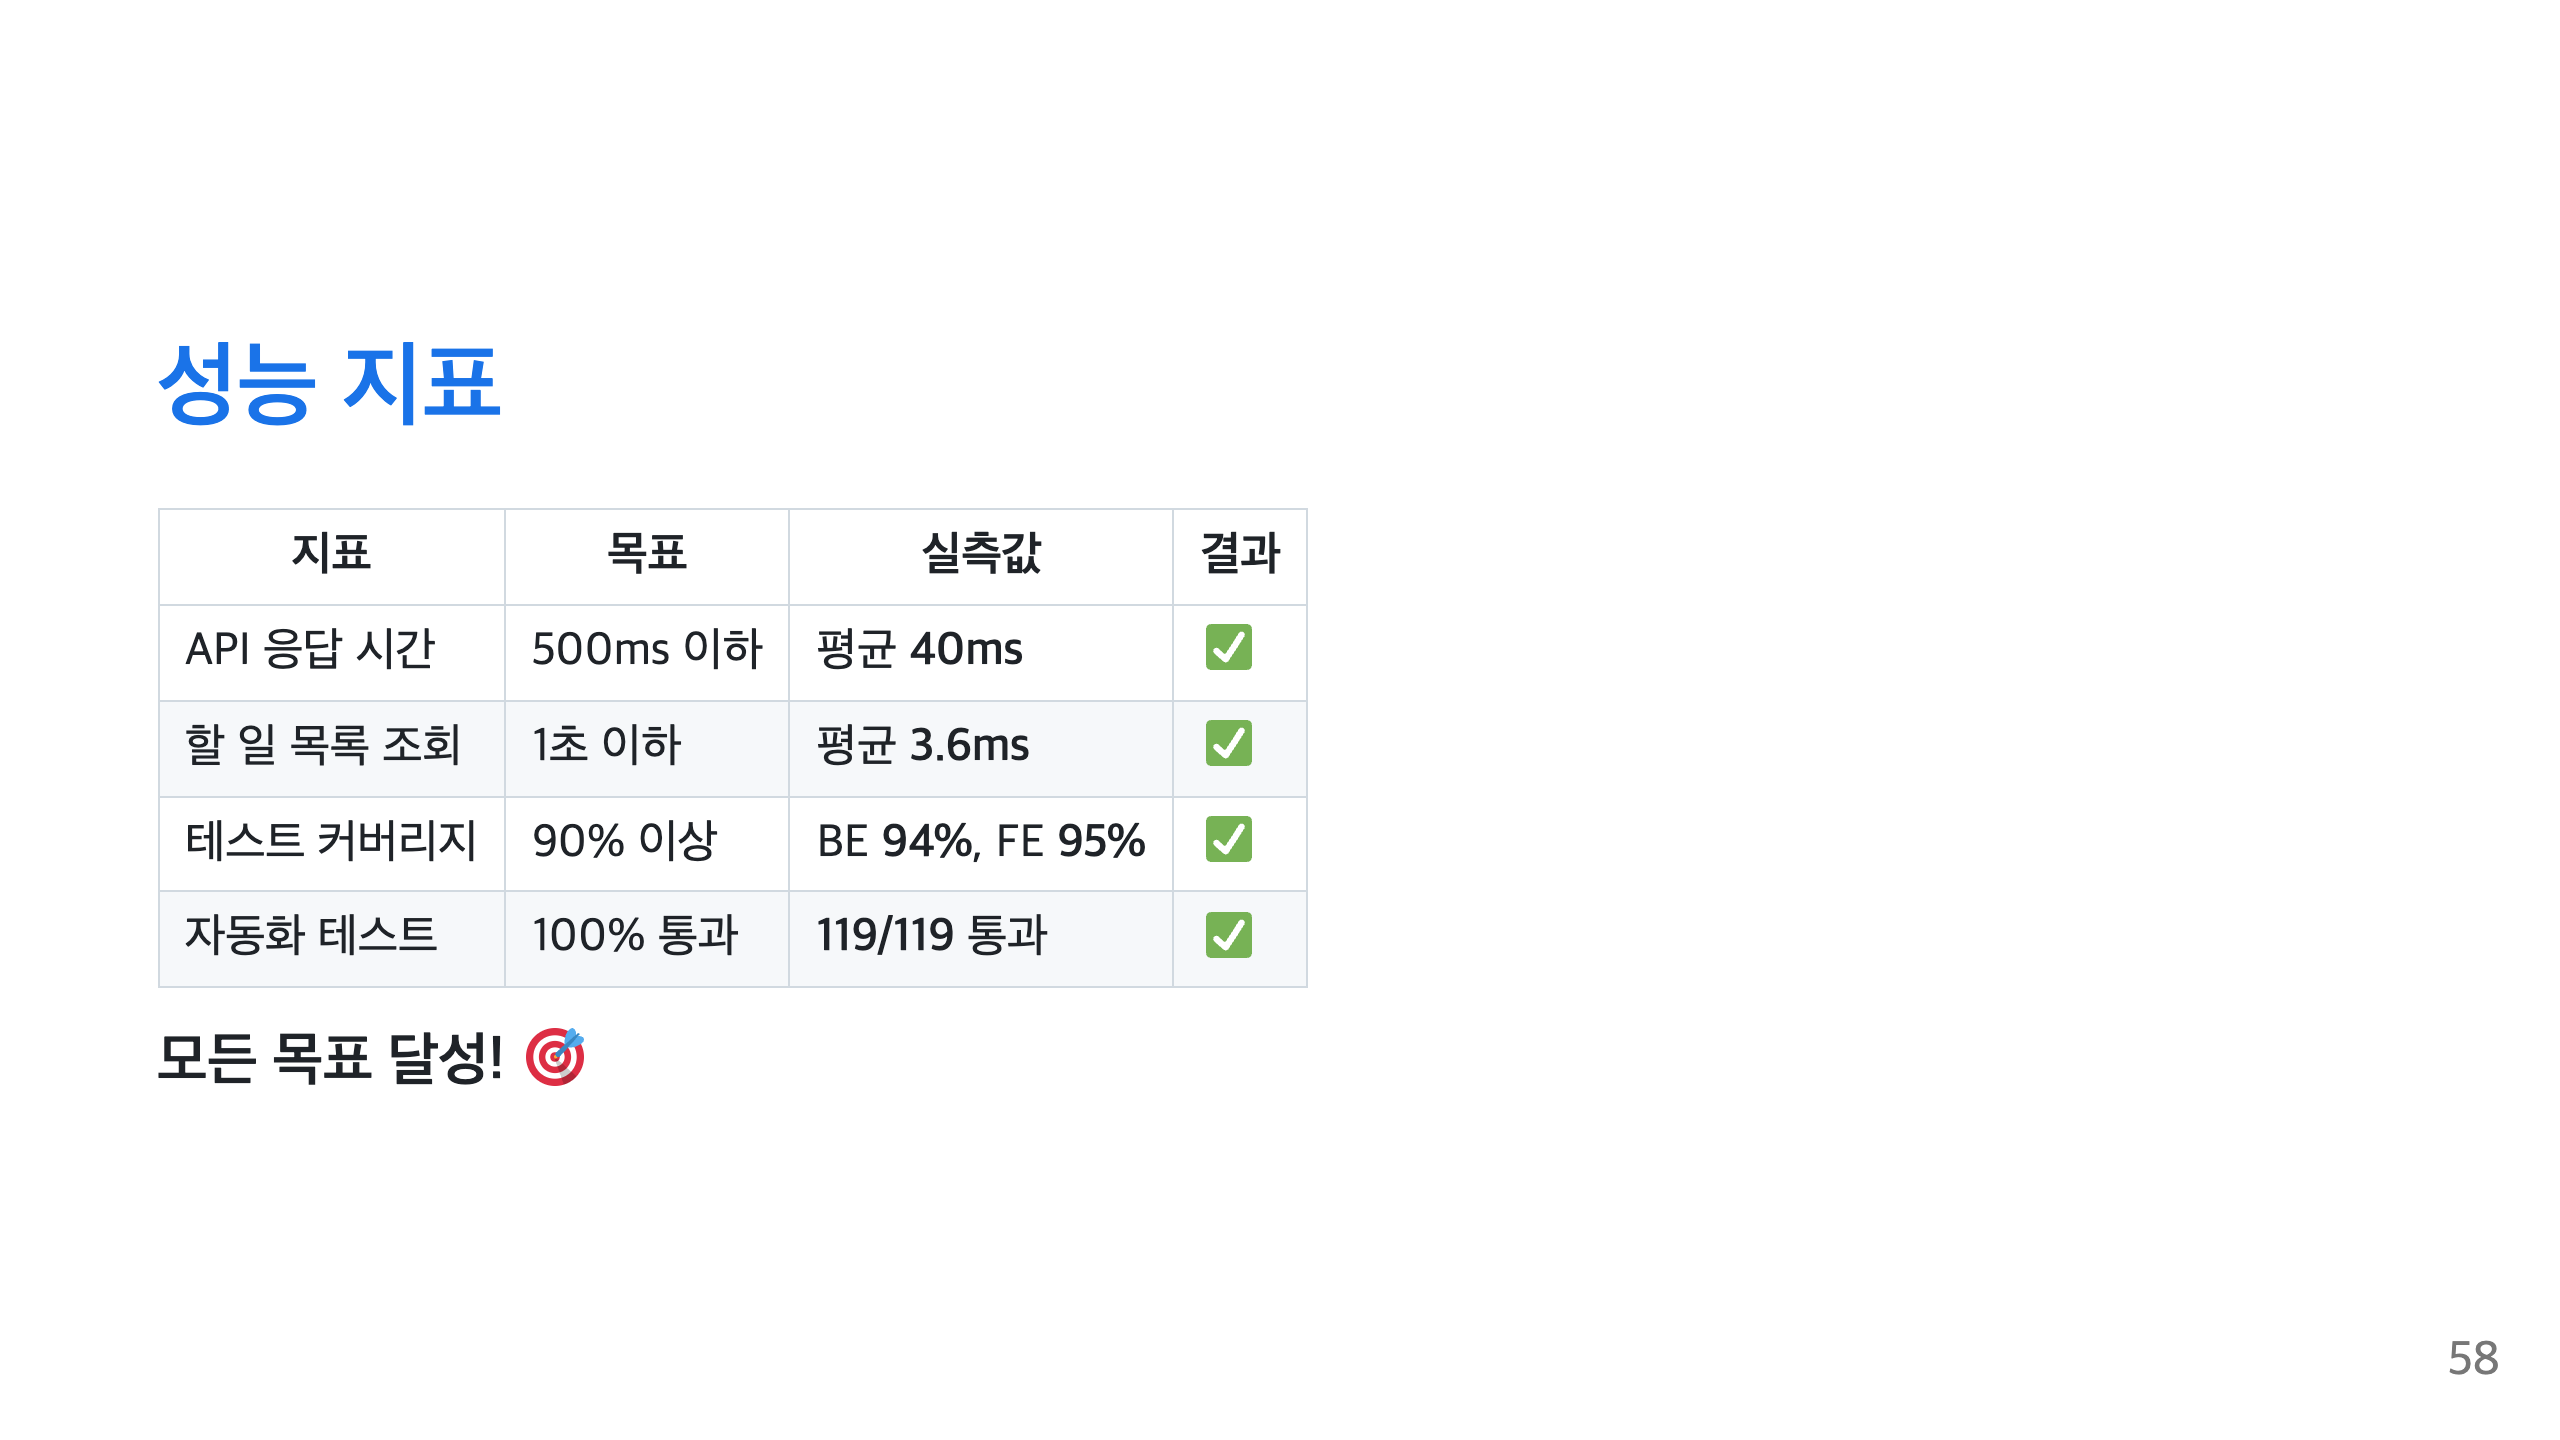 성능 지표
지표 목표 실측값 결과
API 응답 시간 500ms 이하 평균 40ms ✅
할 일 목록 조회 1초 이하 평균 3.6ms ✅
테스트 커버리지 90% 이상 BE 94%, FE 95% ✅
자동화 테스트 100% 통과 119/119 통과 ✅
모든 목표 달성! 🎯
58